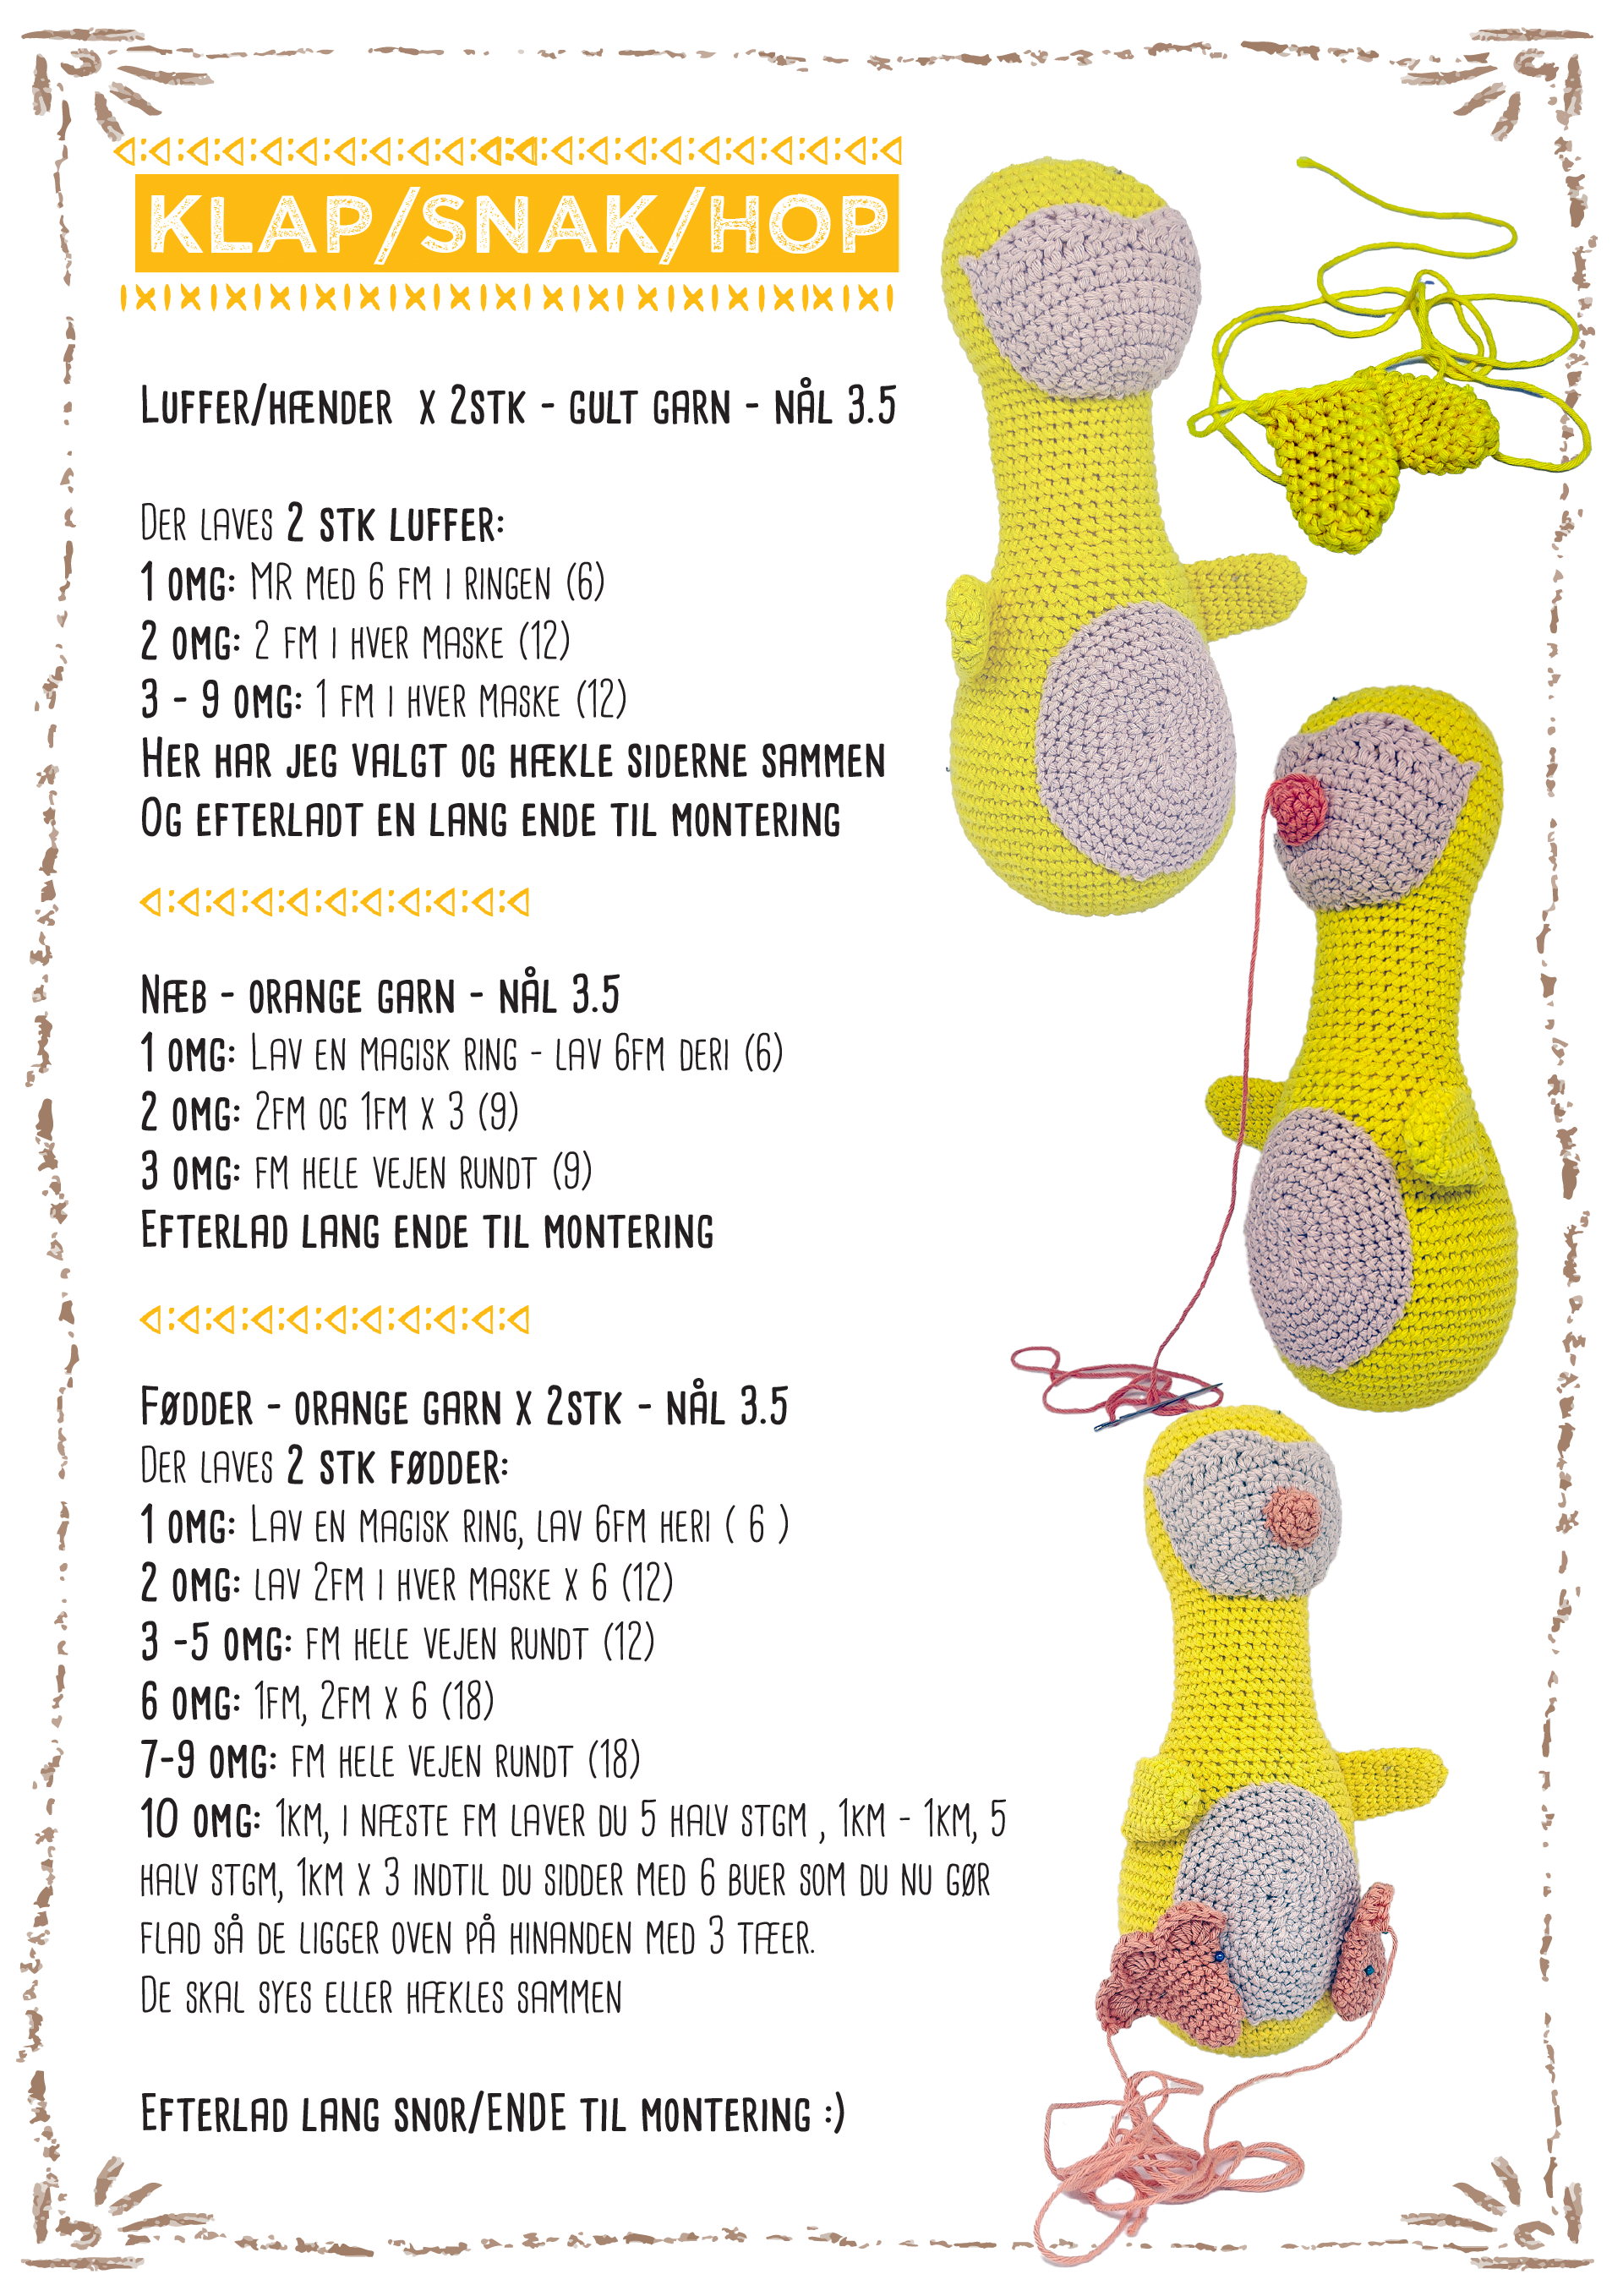 KLAP/SNAK/HOP
LUFFER/HÆNDER X 2STK - GULT GARN - NÅL 3.5
DER LAVES 2 STK LUFFER:
1 OMG: MR MED 6 FM I RINGEN (6)
2 OMG: 2 FM I HVER MASKE (12)
3 - 9 OMG: 1 FM I HVER MASKE (12)
HER HAR JEG VALGT OG HÆKLE SIDERNE SAMMEN
OG EFTERLADT EN LANG ENDE TIL MONTERING
NÆB - ORANGE GARN - NÅL 3.5
1 OMG: LAV EN MAGISK RING - LAV 6FM DERI (6)
2 OMG: 2FM OG 1FM X 3 (9)
3 OMG: FM HELE VEJEN RUNDT (9)
EFTERLAD LANG ENDE TIL MONTERING
FØDDER - ORANGE GARN X 2STK - NÅL 3.5
DER LAVES 2 STK FØDDER:
1 OMG: LAV EN MAGISK RING, LAV 6FM HERI ( 6 )
2 OMG: LAV 2FM I HVER MASKE X 6 (12)
3 -5 OMG: FM HELE VEJEN RUNDT (12)
6 OMG: 1FM, 2FM X 6 (18)
7-9 OMG: FM HELE VEJEN RUNDT (18)
10 OMG: 1KM, I NÆSTE FM LAVER DU 5 HALV STGM , 1KM - 1KM, 5
HALV STGM, 1KM X 3 INDTIL DU SIDDER MED 6 BUER SOM DU NU GØR
FLAD SÅ DE LIGGER OVEN PÅ HINANDEN MED 3 TÆER.
DE SKAL SYES ELLER HÆKLES SAMMEN
EFTERLAD LANG SNOR/ENDE TIL MONTERING :)